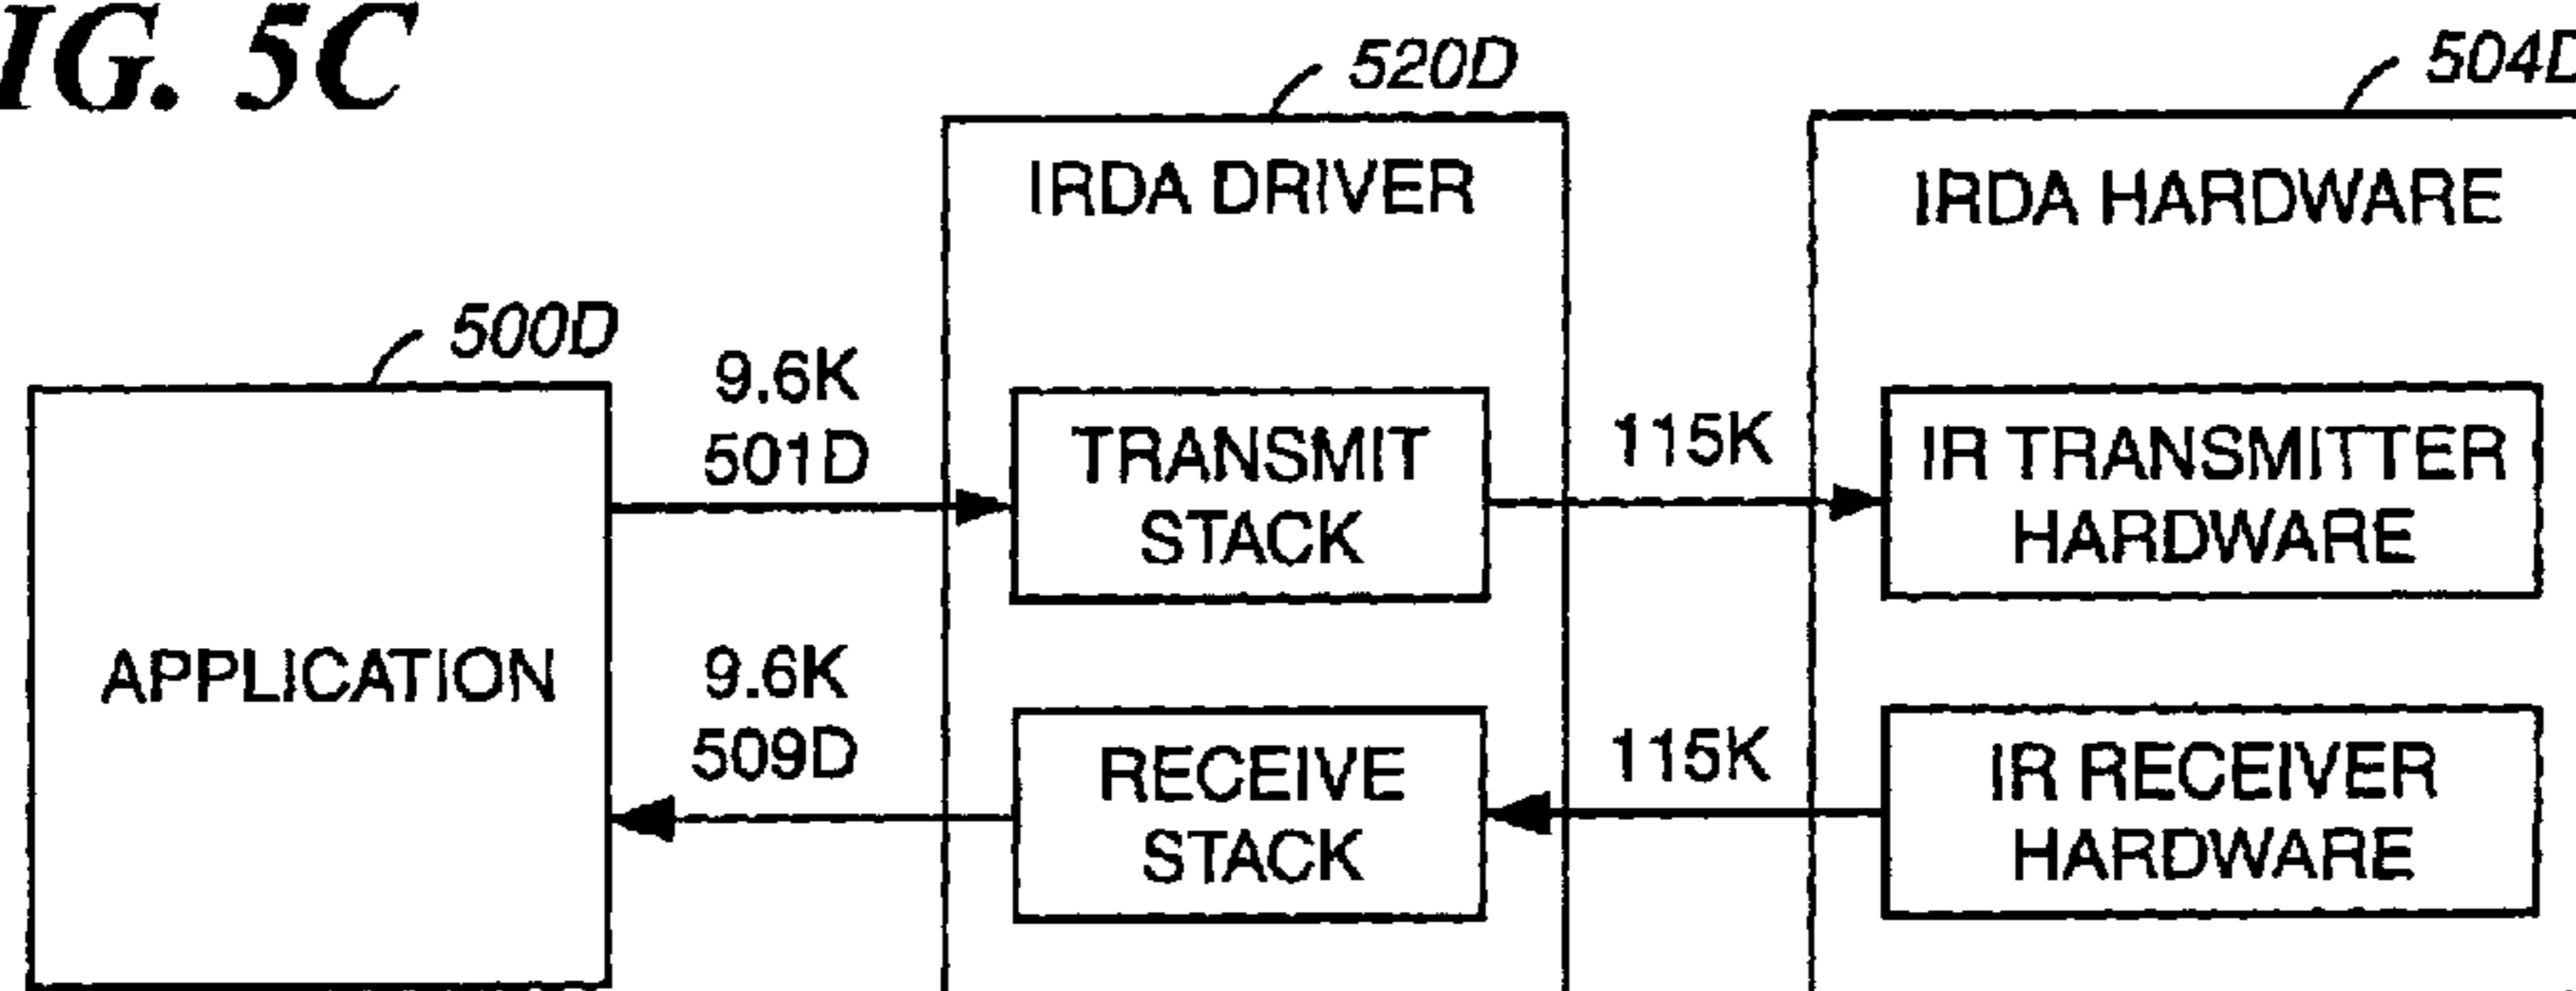 IG. 5C
520D
504D
IRDA DRIVER
IRDA HARDWARE
500D
9.6K
501D
TRANSMIT
STACK
115K
IR TRANSMITTER
HARDWARE
APPLICATION
9.6K
509D
RECEIVE
STACK
115K
IR RECEIVER
HARDWARE